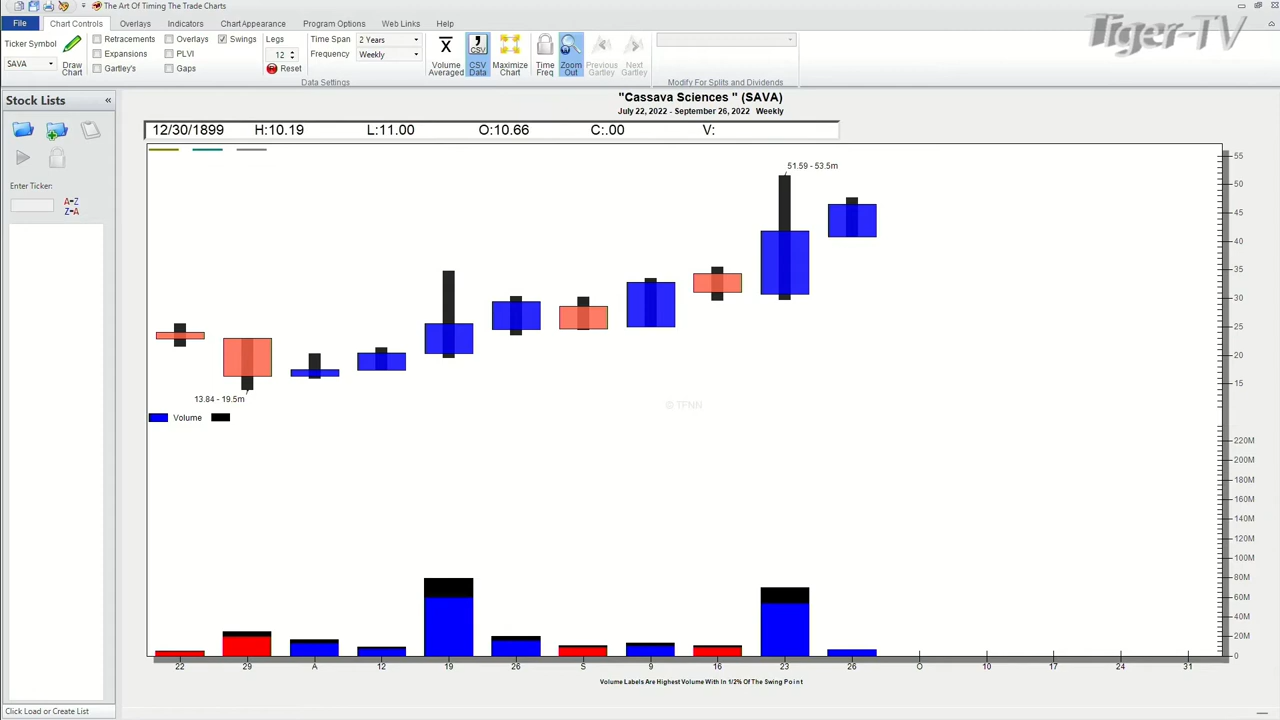 The Art Of Timing The Trade Charts
File Chart Controls Overlays Indicators Chart Appearance Program Options Web Links Help
Tiger-TV
Ticker Symbol
SAVA
Draw
Chart
Retracements Overlays Swings
Expansions PLVI
Gartley's Gaps
Legs
12
Reset
Time Span 2 Years
Frequency Weekly
Data Settings
Volume
Averaged
CSV
Data
Maximize
Chart
Time
Freq
Zoom
Out
Previous
Gartley
Next
Gartley
Modify For Splits and Dividends
Stock Lists «
Enter Ticker:
A-Z
Z-A
Click Load or Create List
"Cassava Sciences " (SAVA)
July 22, 2022 - September 26, 2022 Weekly
12/30/1899 H:10.19 L:11.00 O:10.66 C:.00 V:
51.59 - 53.5m
13.84 - 19.5m
© TFNN
Volume
55
50
45
40
35
30
25
20
15
220M
200M
180M
160M
140M
120M
100M
80M
60M
40M
20M
0
22 29 A 12 19 26 S 9 16 23 26 O 10 17 24 31
Volume Labels Are Highest Volume With In 1/2% Of The Swing Point